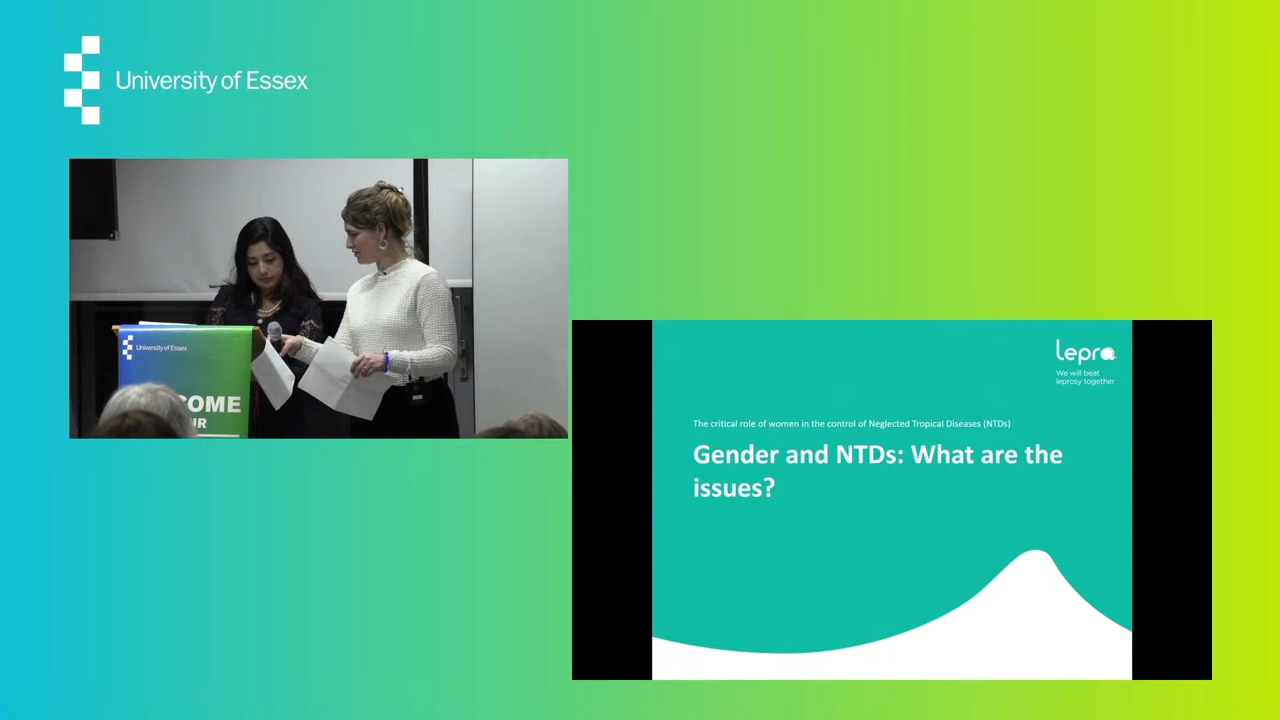 University of Essex
University of Essex
COME
UR
lepra
We will beat
leprosy together
The critical role of women in the control of Neglected Tropical Diseases (NTDs)
Gender and NTDs: What are the
issues?